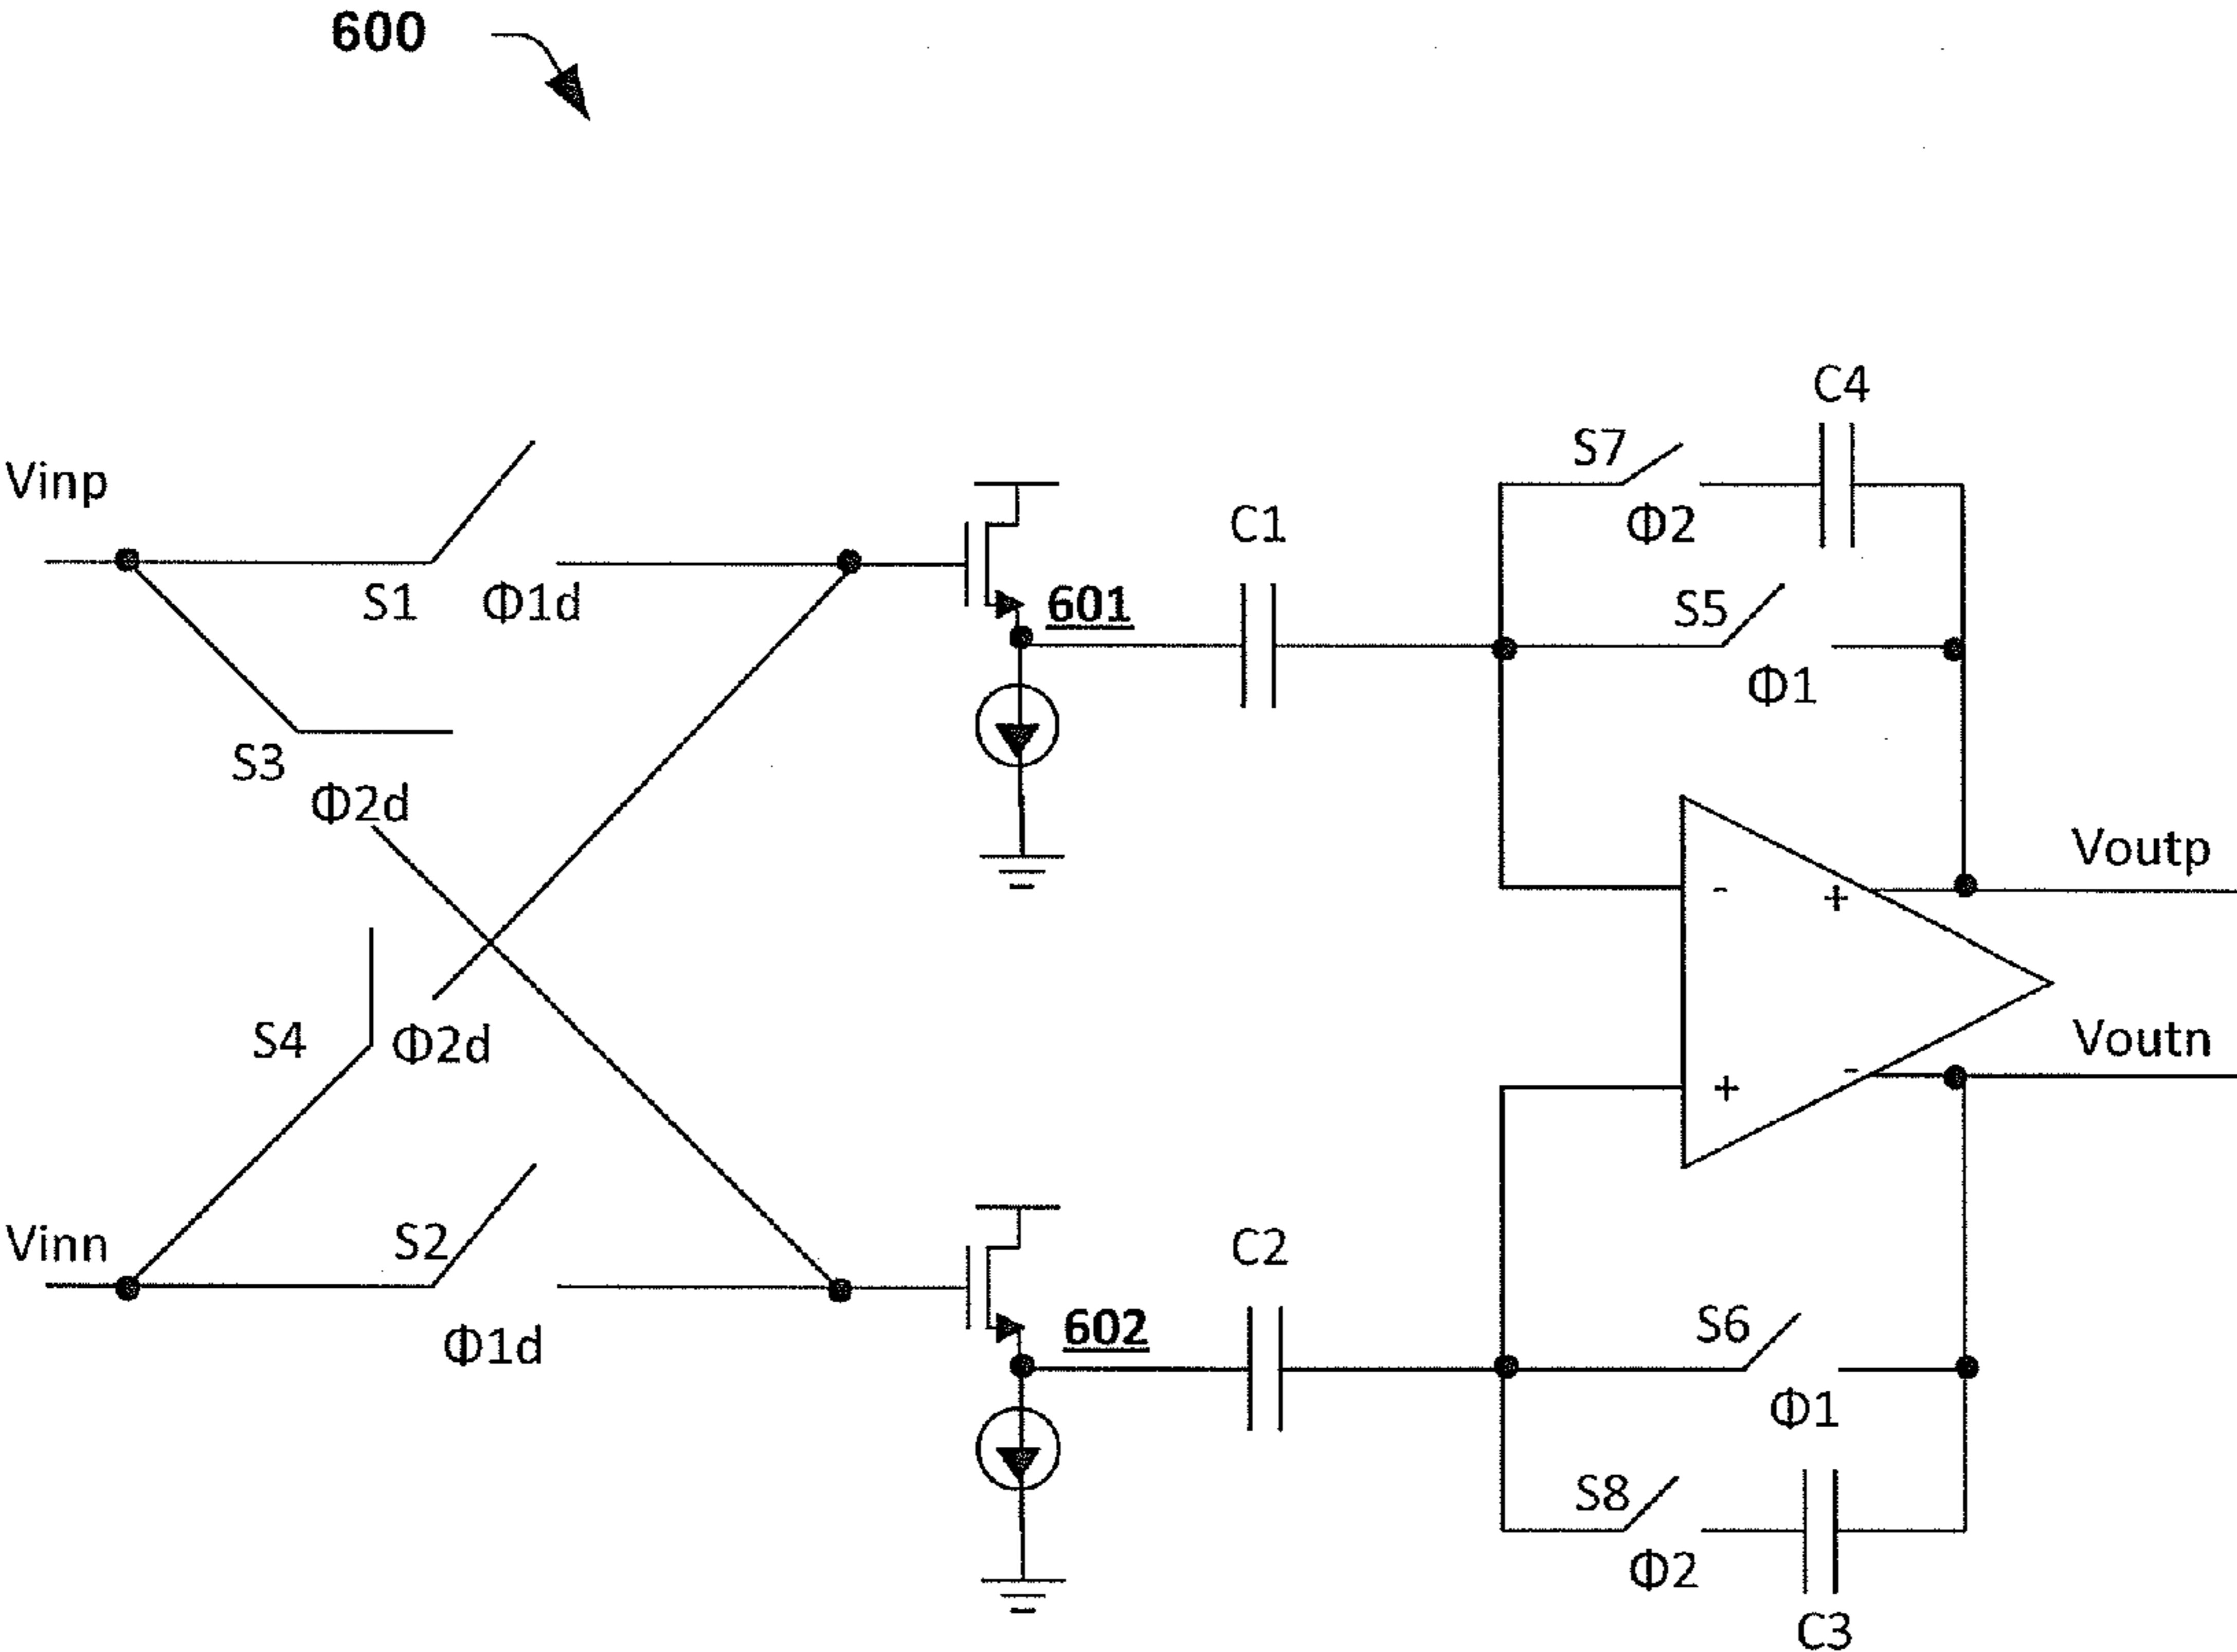 600
C4
S7
Vinp
Φ2
C1
S1
Φ1d
601
S5
Φ1
S3
Φ2d
Voutp
-
+
S4
Φ2d
Voutn
-
+
Vinn
S2
C2
Φ1d
602
S6
Φ1
S8
Φ2
C3